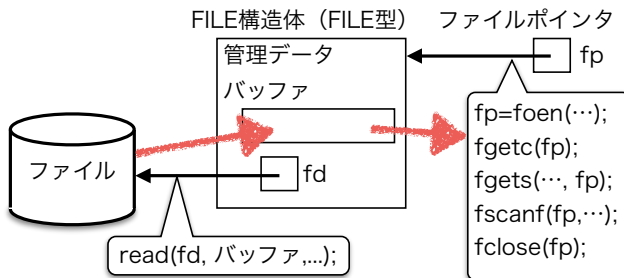 FILE構造体（FILE型）
ファイルポインタ
管理データ
fp
バッファ
fp=foen(…);
fgetc(fp);
fgets(…, fp);
fscanf(fp,…);
fclose(fp);
ファイル
fd
read(fd, バッファ,...);